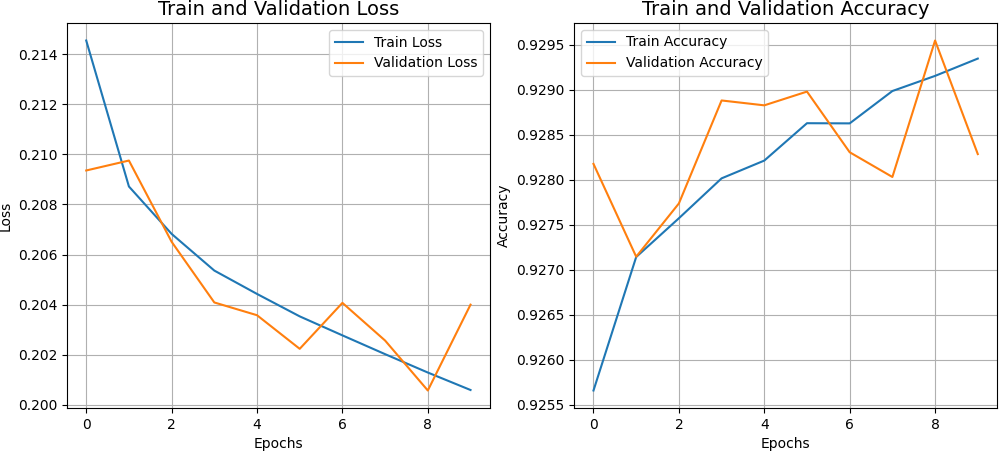 Train and Validation Loss
Train Loss
Validation Loss
0.214
0.212
0.210
0.208
0.206
0.204
0.202
0.200
Loss
0
2
4
6
8
Epochs
Train and Validation Accuracy
Train Accuracy
Validation Accuracy
0.9295
0.9290
0.9285
0.9280
0.9275
0.9270
0.9265
0.9260
0.9255
Accuracy
0
2
4
6
8
Epochs